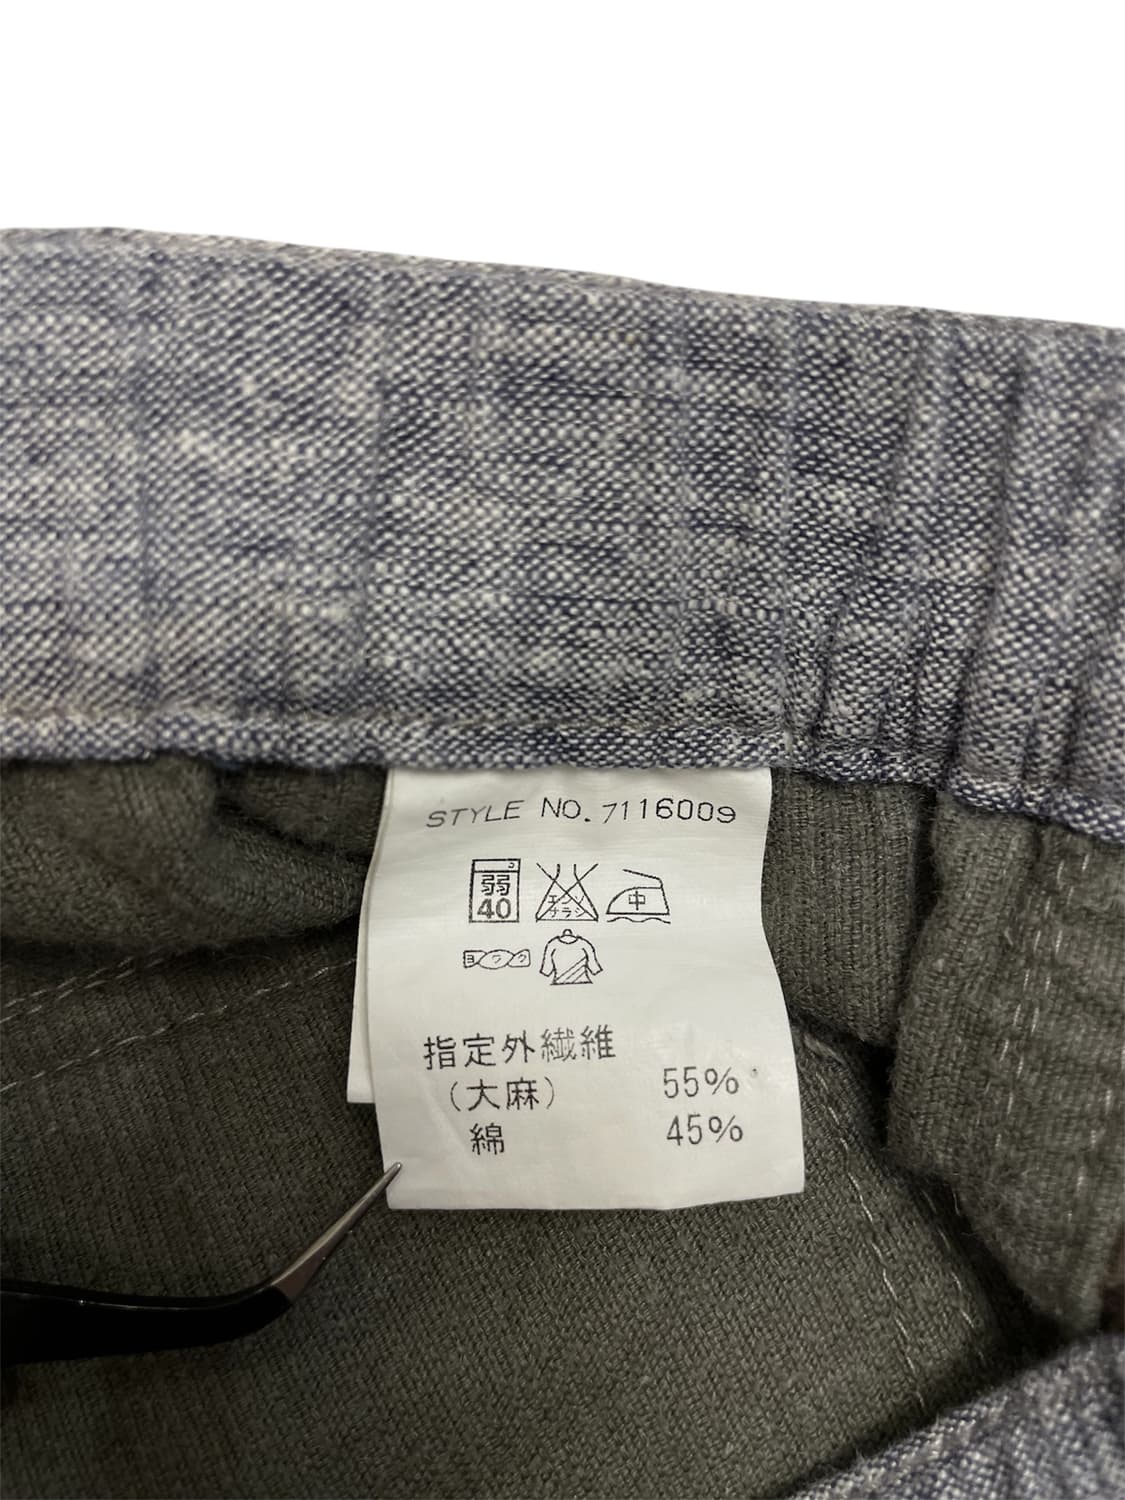 STYLE NO. 7116009
弱
40
エンソ
チラシ
中
ヨワク
指定外繊維
(大麻) 55%
綿 45%